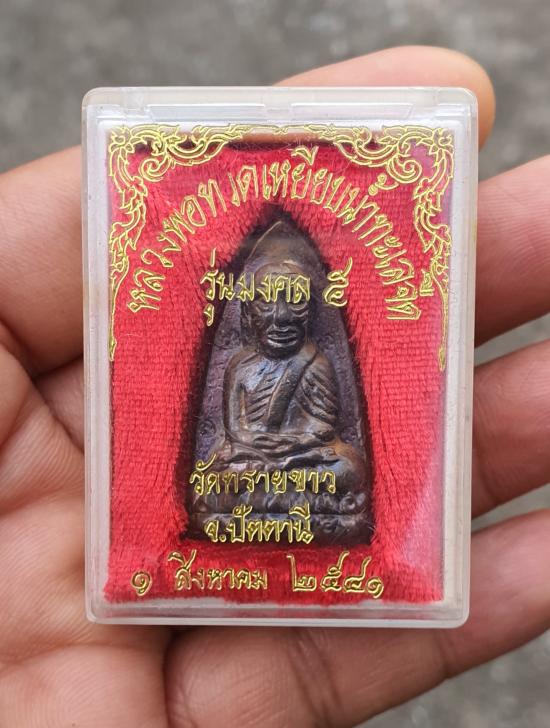 หลวงพ่อทวดเหยียบน้ำทะเลจืด
รุ่นมงคล ๕
วัดทรายขาว
จ.ปัตตานี
๑ สิงหาคม ๒๕๔๑